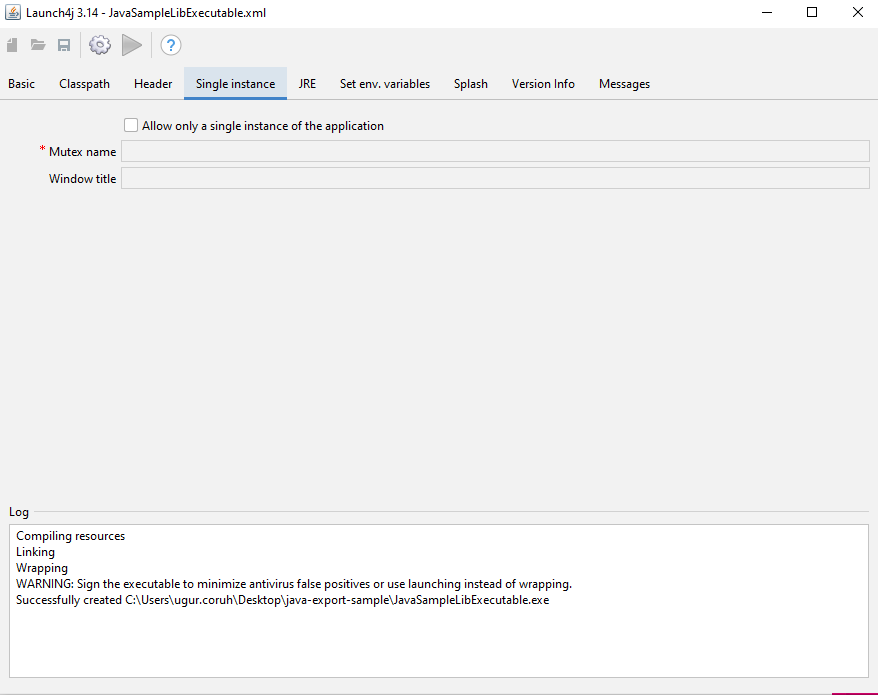 Launch4j 3.14 - JavaSampleLibExecutable.xml
?
Basic Classpath Header Single instance JRE Set env. variables Splash Version Info Messages
Allow only a single instance of the application
* Mutex name
Window title
Log
Compiling resources
Linking
Wrapping
WARNING: Sign the executable to minimize antivirus false positives or use launching instead of wrapping.
Successfully created C:\Users\ugur.coruh\Desktop\java-export-sample\JavaSampleLibExecutable.exe